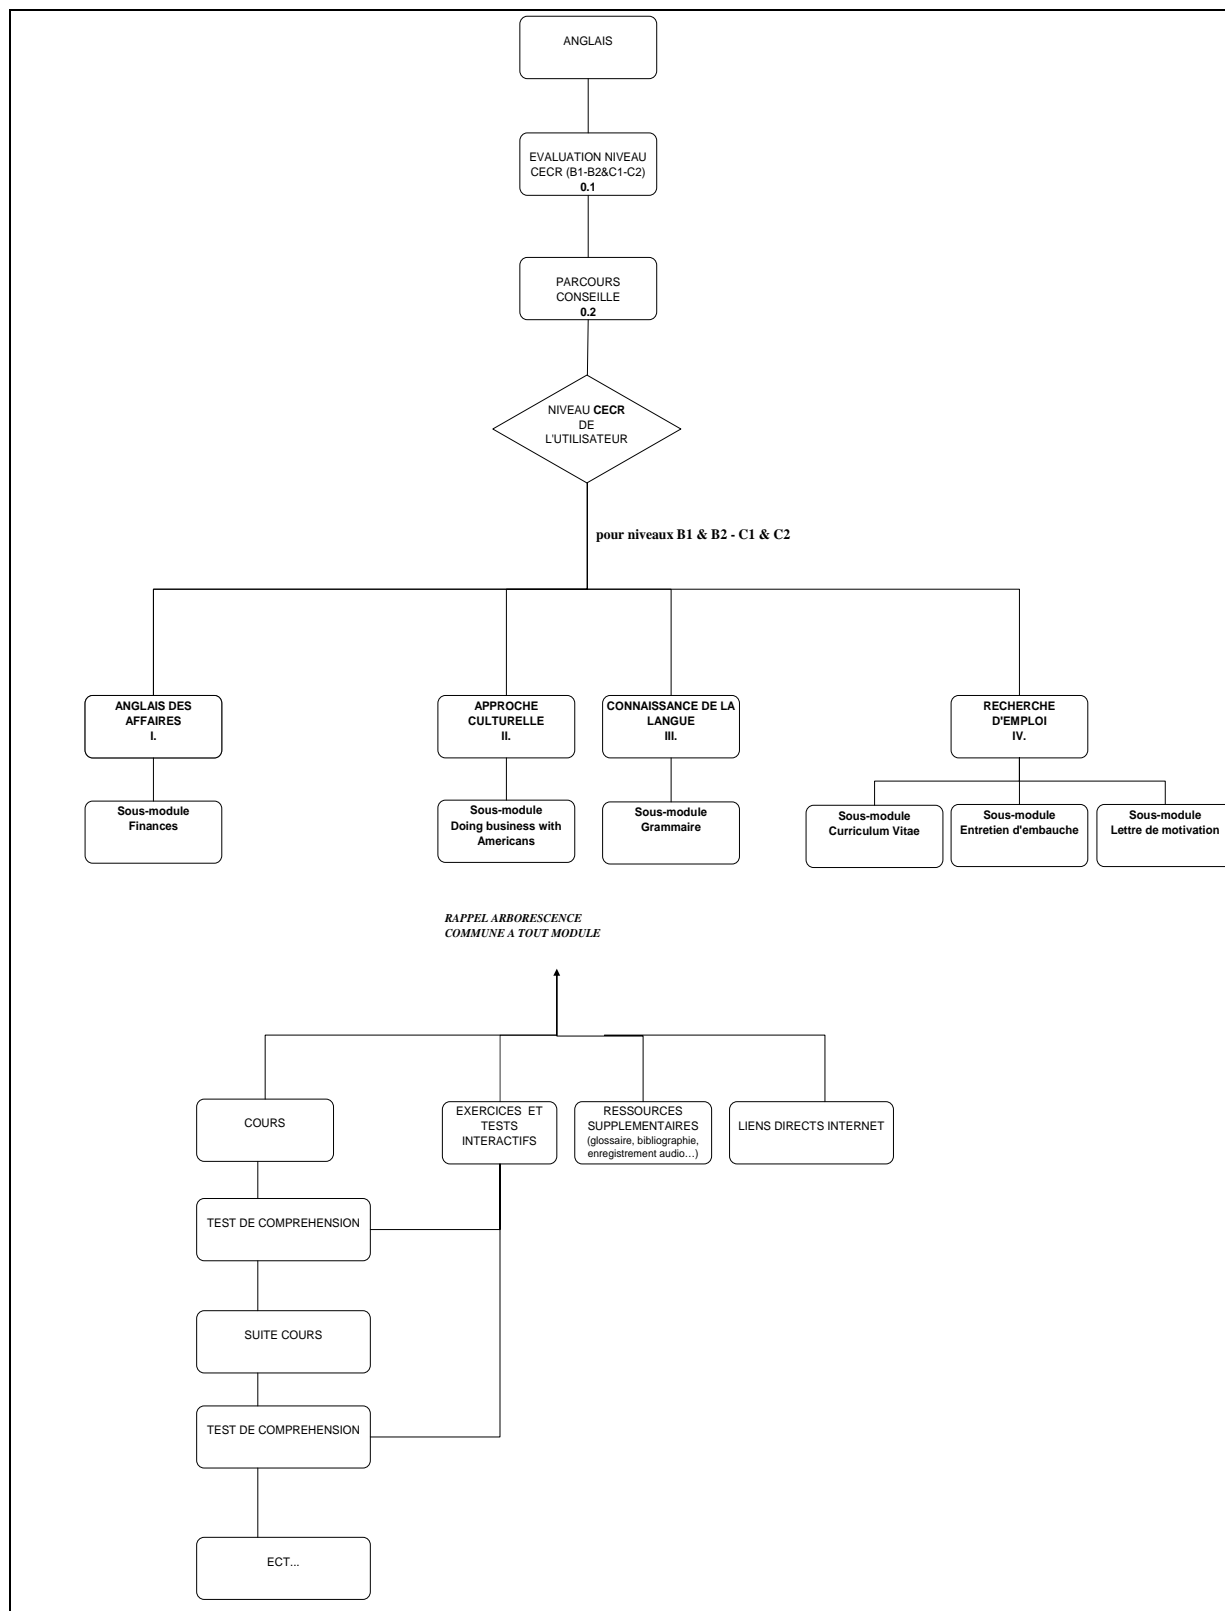 ANGLAIS
EVALUATION NIVEAU
CECR (B1-B2&C1-C2)
0.1
PARCOURS
CONSEILLE
0.2
NIVEAU CECR
DE
L'UTILISATEUR
pour niveaux B1 & B2 - C1 & C2
ANGLAIS DES
AFFAIRES
I.
APPROCHE
CULTURELLE
II.
CONNAISSANCE DE LA
LANGUE
III.
RECHERCHE
D'EMPLOI
IV.
Sous-module
Finances
Sous-module
Doing business with
Americans
Sous-module
Grammaire
Sous-module
Curriculum Vitae
Sous-module
Entretien d'embauche
Sous-module
Lettre de motivation
RAPPEL ARBORESCENCE
COMMUNE A TOUT MODULE
COURS
EXERCICES ET
TESTS
INTERACTIFS
RESSOURCES
SUPPLEMENTAIRES
(glossaire, bibliographie,
enregistrement audio…)
LIENS DIRECTS INTERNET
TEST DE COMPREHENSION
SUITE COURS
TEST DE COMPREHENSION
ECT...